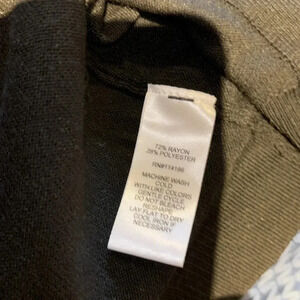 72% RAYON
28% POLYESTER
RN#114198
MACHINE WASH
COLD
WITH LIKE COLORS
GENTLE CYCLE
DO NOT BLEACH
RESHAPE
LAY FLAT TO DRY
COOL IRON IF
NECESSARY